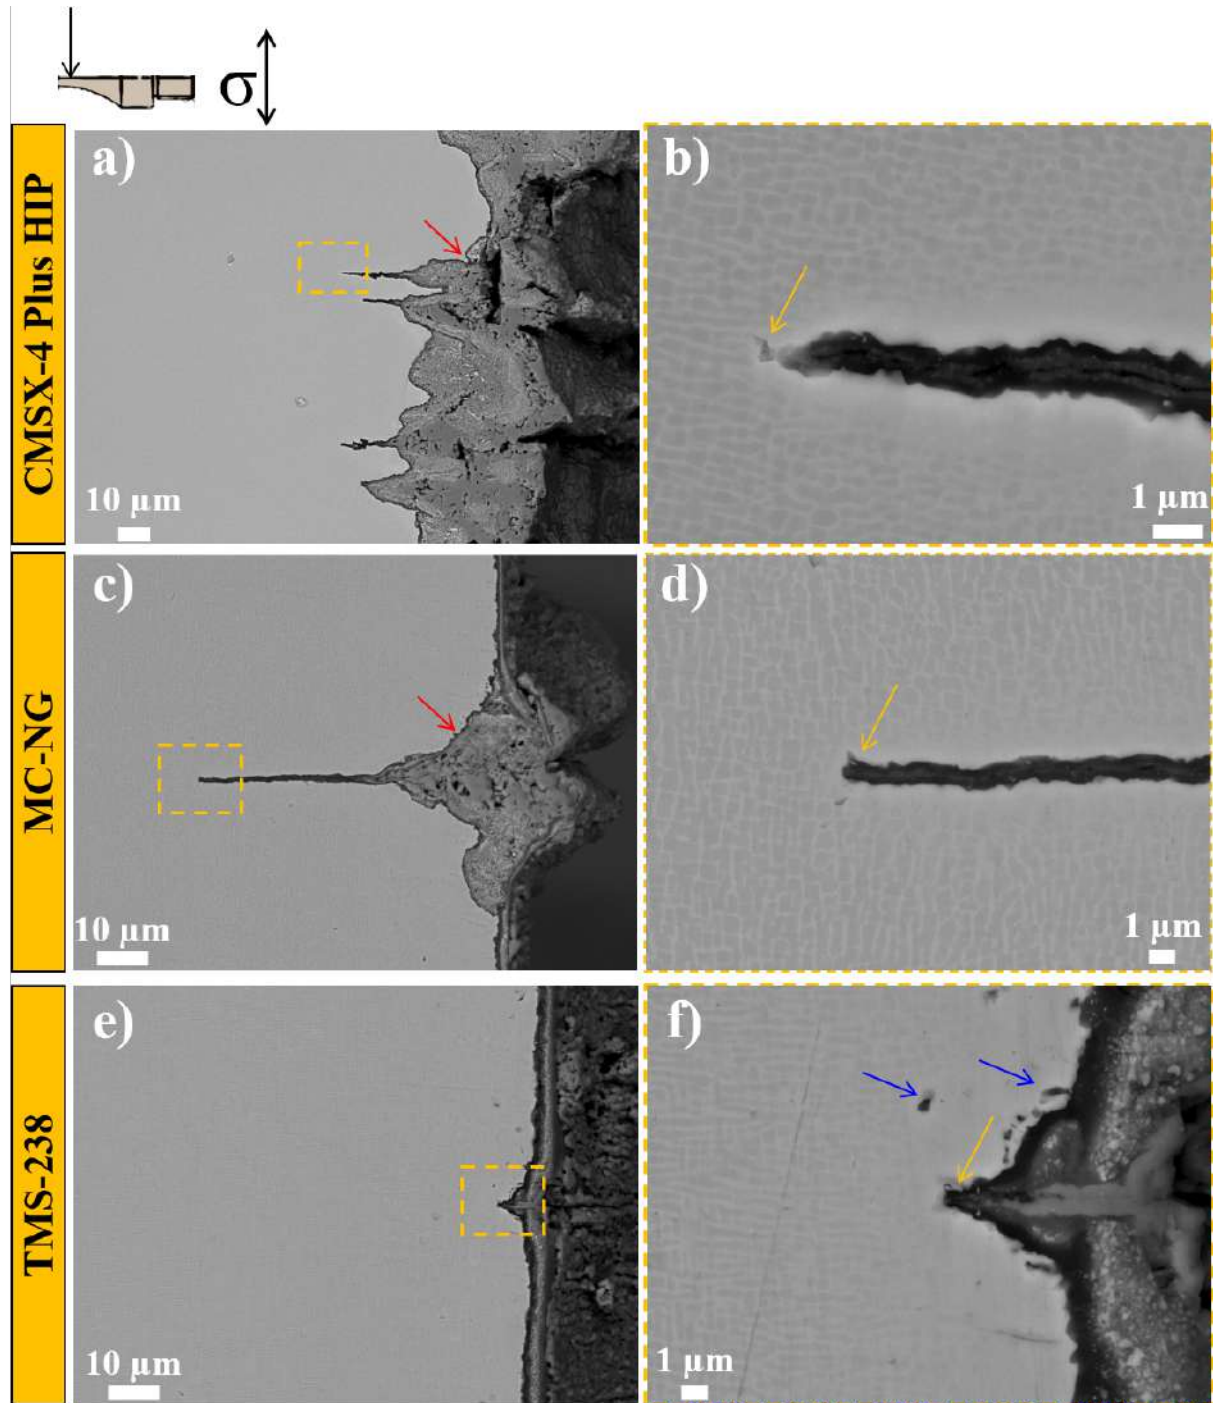 σ
CMSX-4 Plus HIP
a)
10 µm
b)
1 µm
MC-NG
c)
10 µm
d)
1 µm
TMS-238
e)
10 µm
f)
1 µm